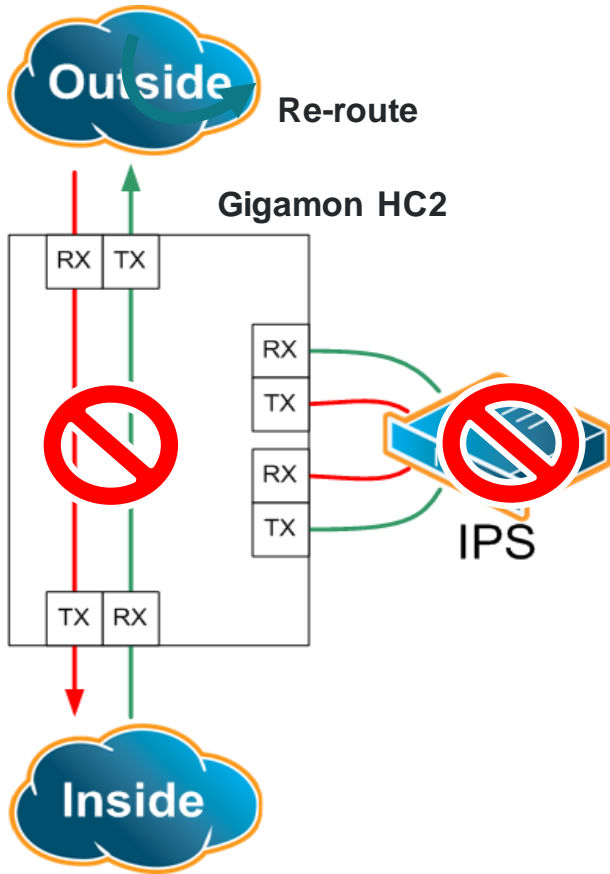 Outside
Re-route
Gigamon HC2
RX TX
RX
TX
RX
TX
IPS
TX RX
Inside